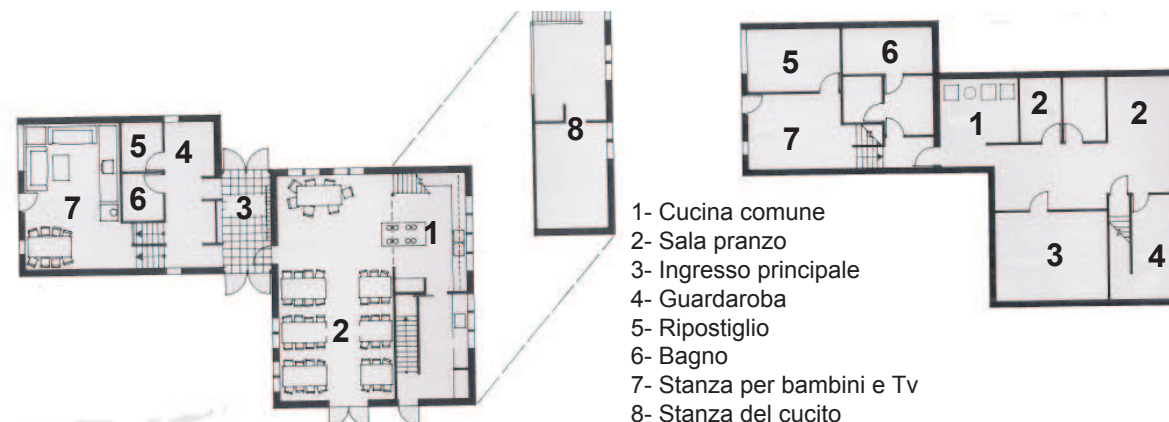 5
4
6
7
3
1
2
8
1- Cucina comune
2- Sala pranzo
3- Ingresso principale
4- Guardaroba
5- Ripostiglio
6- Bagno
7- Stanza per bambini e Tv
8- Stanza del cucito
5
6
7
1
2
2
3
4